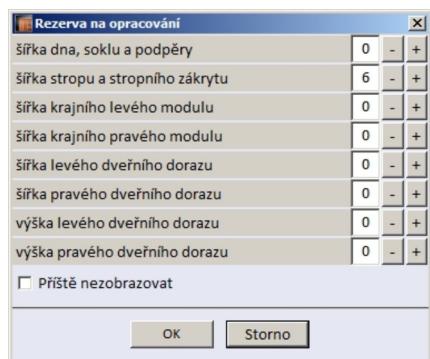 Rezerva na opracování
šířka dna, soklu a podpěry 0 - +
šířka stropu a stropního zákrytu 6 - +
šířka krajního levého modulu 0 - +
šířka krajního pravého modulu 0 - +
šířka levého dveřního dorazu 0 - +
šířka pravého dveřního dorazu 0 - +
výška levého dveřního dorazu 0 - +
výška pravého dveřního dorazu 0 - +
Příště nezobrazovat
OK Storno